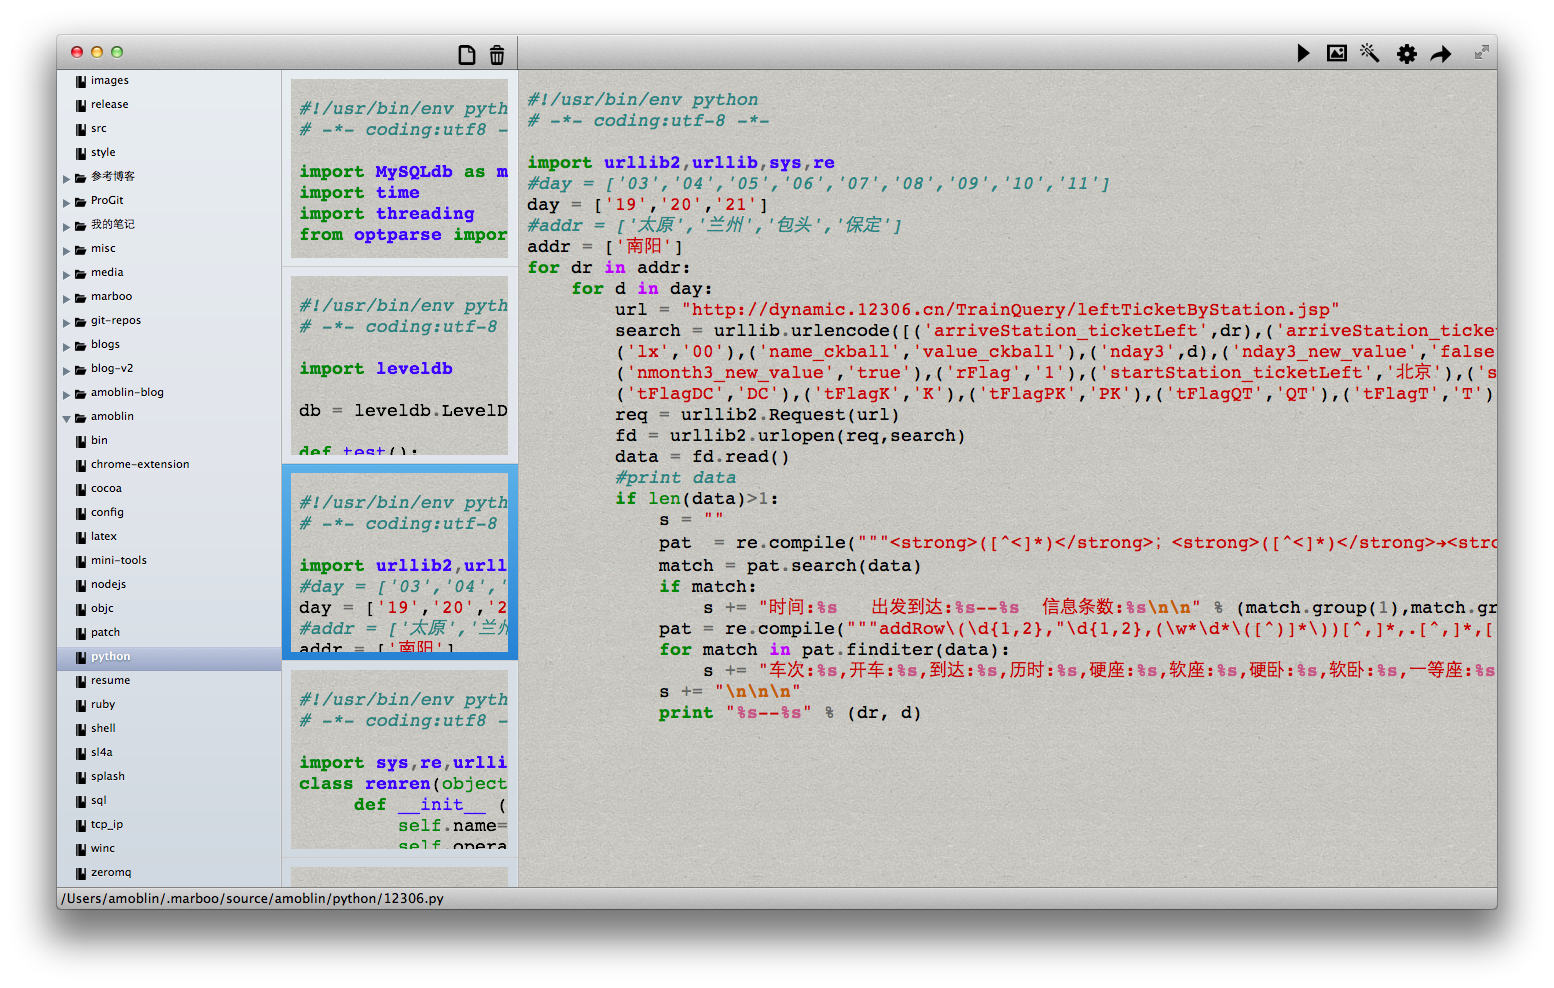 images
release
src
style
参考博客
ProGit
我的笔记
misc
media
marboo
git-repos
blogs
blog-v2
amoblin-blog
amoblin
bin
chrome-extension
cocoa
config
latex
mini-tools
nodejs
objc
patch
python
resume
ruby
shell
sl4a
splash
sql
tcp_ip
winc
zeromq
#!/usr/bin/env pyth
# -*- coding:utf8 -
import MySQLdb as m
import time
import threading
from optparse impor
#!/usr/bin/env pyth
# -*- coding:utf-8
import leveldb
db = leveldb.LevelD
def test():
#!/usr/bin/env pyth
# -*- coding:utf-8
import urllib2,urll
#day = ['03','04','
day = ['19','20','2
#addr = ['太原','兰州
addr = ['南阳']
#!/usr/bin/env pyth
# -*- coding:utf8 -
import sys,re,urlli
class renren(object
def __init__ (
self.name=
self.opera
#!/usr/bin/env python
# -*- coding:utf-8 -*-
import urllib2,urllib,sys,re
#day = ['03','04','05','06','07','08','09','10','11']
day = ['19','20','21']
#addr = ['太原','兰州','包头','保定']
addr = ['南阳']
for dr in addr:
for d in day:
url = "http://dynamic.12306.cn/TrainQuery/leftTicketByStation.jsp"
search = urllib.urlencode([('arriveStation_ticketLeft',dr),('arriveStation_ticke
('lx','00'),('name_ckball','value_ckball'),('nday3',d),('nday3_new_value','false
('nmonth3_new_value','true'),('rFlag','1'),('startStation_ticketLeft','北京'),('s
('tFlagDC','DC'),('tFlagK','K'),('tFlagPK','PK'),('tFlagQT','QT'),('tFlagT','T')
req = urllib2.Request(url)
fd = urllib2.urlopen(req,search)
data = fd.read()
#print data
if len(data)>1:
s = ""
pat  = re.compile("""<strong>([^<]*)</strong>；<strong>([^<]*)</strong>→<stro
match = pat.search(data)
if match:
s += "时间:%s   出发到达:%s--%s  信息条数:%s\n\n" % (match.group(1),match.gr
pat = re.compile("""addRow\(\d{1,2},"\d{1,2},(\w*\d*\([^)]*\))[^,]*,.[^,]*,[
for match in pat.finditer(data):
s += "车次:%s,开车:%s,到达:%s,历时:%s,硬座:%s,软座:%s,硬卧:%s,软卧:%s,一等座:%s
s += "\n\n\n"
print "%s--%s" % (dr, d)
/Users/amoblin/.marboo/source/amoblin/python/12306.py